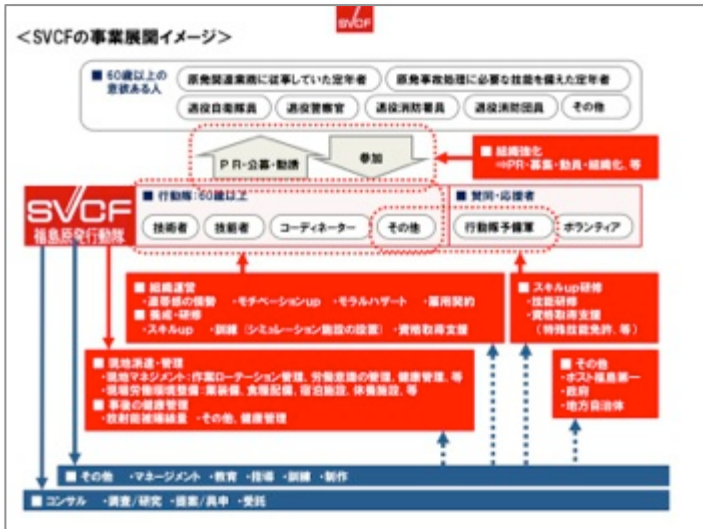 SVCF
＜SVCFの事業展開イメージ＞
■ 60歳以上の
意欲ある人
原発関連業務に従事していた定年者
原発事故処理に必要な技能を備えた定年者
退役自衛隊員
退役警察官
退役消防署員
退役消防団員
その他
PR・公募・勧誘
参加
■ 組織強化
⇒PR・募集・動員・組織化、等
SVCF
福島原発行動隊
■ 行動隊：60歳以上
技術者
技能者
コーディネーター
その他
■ 賛同・応援者
行動隊予備軍
ボランティア
■ 組織運営
・連帯感の情勢 ・モチベーションup ・モラルハザート ・雇用契約
■ 養成・研修
・スキルup ・訓練（シミュレーション施設の設置） ・資格取得支援
■ スキルup研修
・技能研修
・資格取得支援
（特殊技能免許、等）
■ 現地派遣・管理
・現地マネジメント：作業ローテーション管理、労働意識の管理、健康管理、等
・現場労働環境整備：装備、食糧配備、宿泊施設、休養施設、等
■ 事後の健康管理
・放射能被曝線量 ・その他、健康管理
■ その他
・ポスト福島第一
・政府
・地方自治体
■ その他 ・マネージメント ・教育 ・指導 ・訓練 ・制作
■ コンサル ・調査/研究 ・提案/具申 ・受託